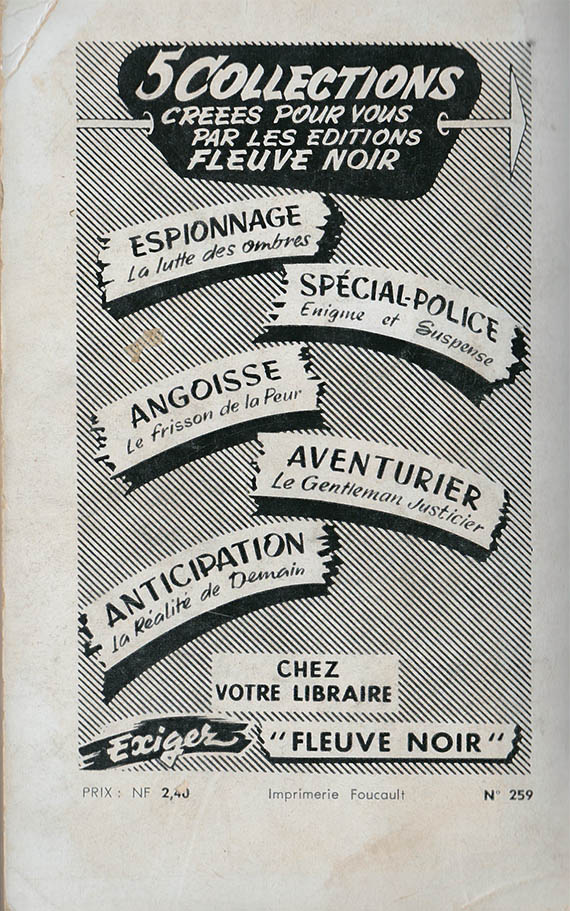 5 COLLECTIONS
CREEES POUR VOUS
PAR LES EDITIONS
FLEUVE NOIR
ESPIONNAGE
La lutte des ombres
SPÉCIAL-POLICE
Enigme et Suspense
ANGOISSE
Le frisson de la Peur
AVENTURIER
Le Gentleman Justicier
ANTICIPATION
La Réalité de Demain
CHEZ
VOTRE LIBRAIRE
Exigez "FLEUVE NOIR"
PRIX : NF 2,40 Imprimerie Foucault N° 259